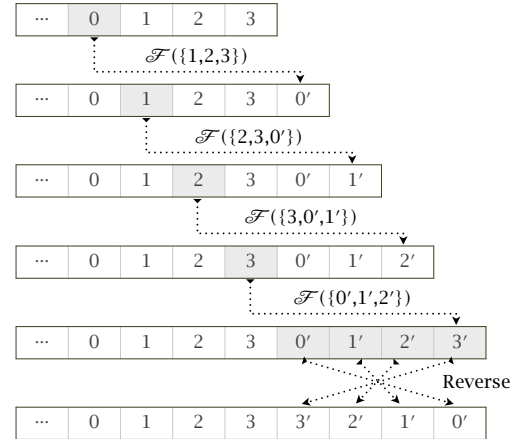 ... 0 1 2 3
ℱ({1,2,3})
... 0 1 2 3 0′
ℱ({2,3,0′})
... 0 1 2 3 0′ 1′
ℱ({3,0′,1′})
... 0 1 2 3 0′ 1′ 2′
ℱ({0′,1′,2′})
... 0 1 2 3 0′ 1′ 2′ 3′
Reverse
... 0 1 2 3 3′ 2′ 1′ 0′